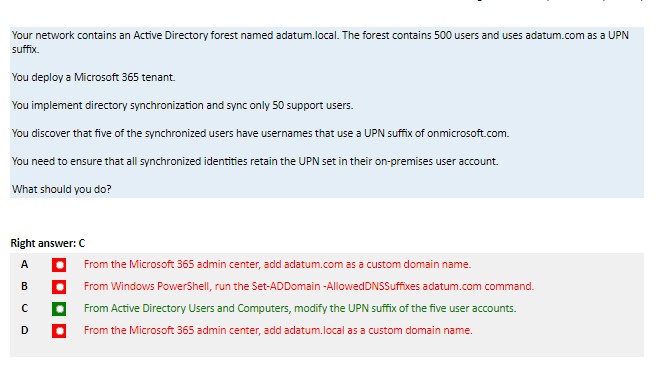 Your network contains an Active Directory forest named adatum.local. The forest contains 500 users and uses adatum.com as a UPN
suffix.
You deploy a Microsoft 365 tenant.
You implement directory synchronization and sync only 50 support users.
You discover that five of the synchronized users have usernames that use a UPN suffix of onmicrosoft.com.
You need to ensure that all synchronized identities retain the UPN set in their on-premises user account.
What should you do?
Right answer: C
A From the Microsoft 365 admin center, add adatum.com as a custom domain name.
B From Windows PowerShell, run the Set-ADDomain -AllowedDNSSuffixes adatum.com command.
C From Active Directory Users and Computers, modify the UPN suffix of the five user accounts.
D From the Microsoft 365 admin center, add adatum.local as a custom domain name.